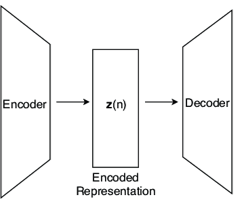 Encoder
z(n)
Decoder
Encoded
Representation